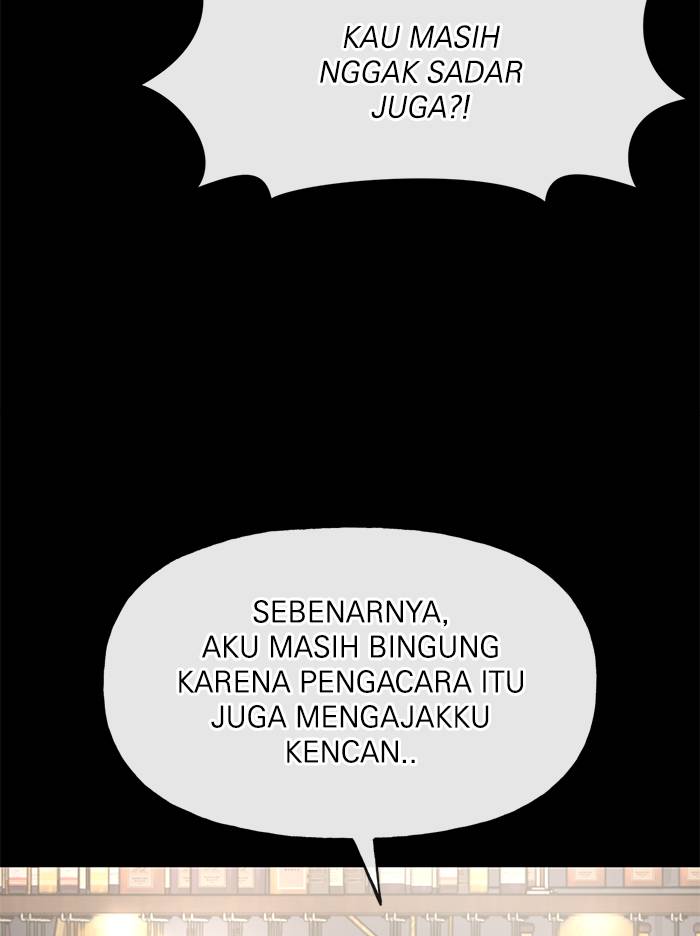 KAU MASIH
NGGAK SADAR
JUGA?!
SEBENARNYA,
AKU MASIH BINGUNG
KARENA PENGACARA ITU
JUGA MENGAJAKKU
KENCAN..